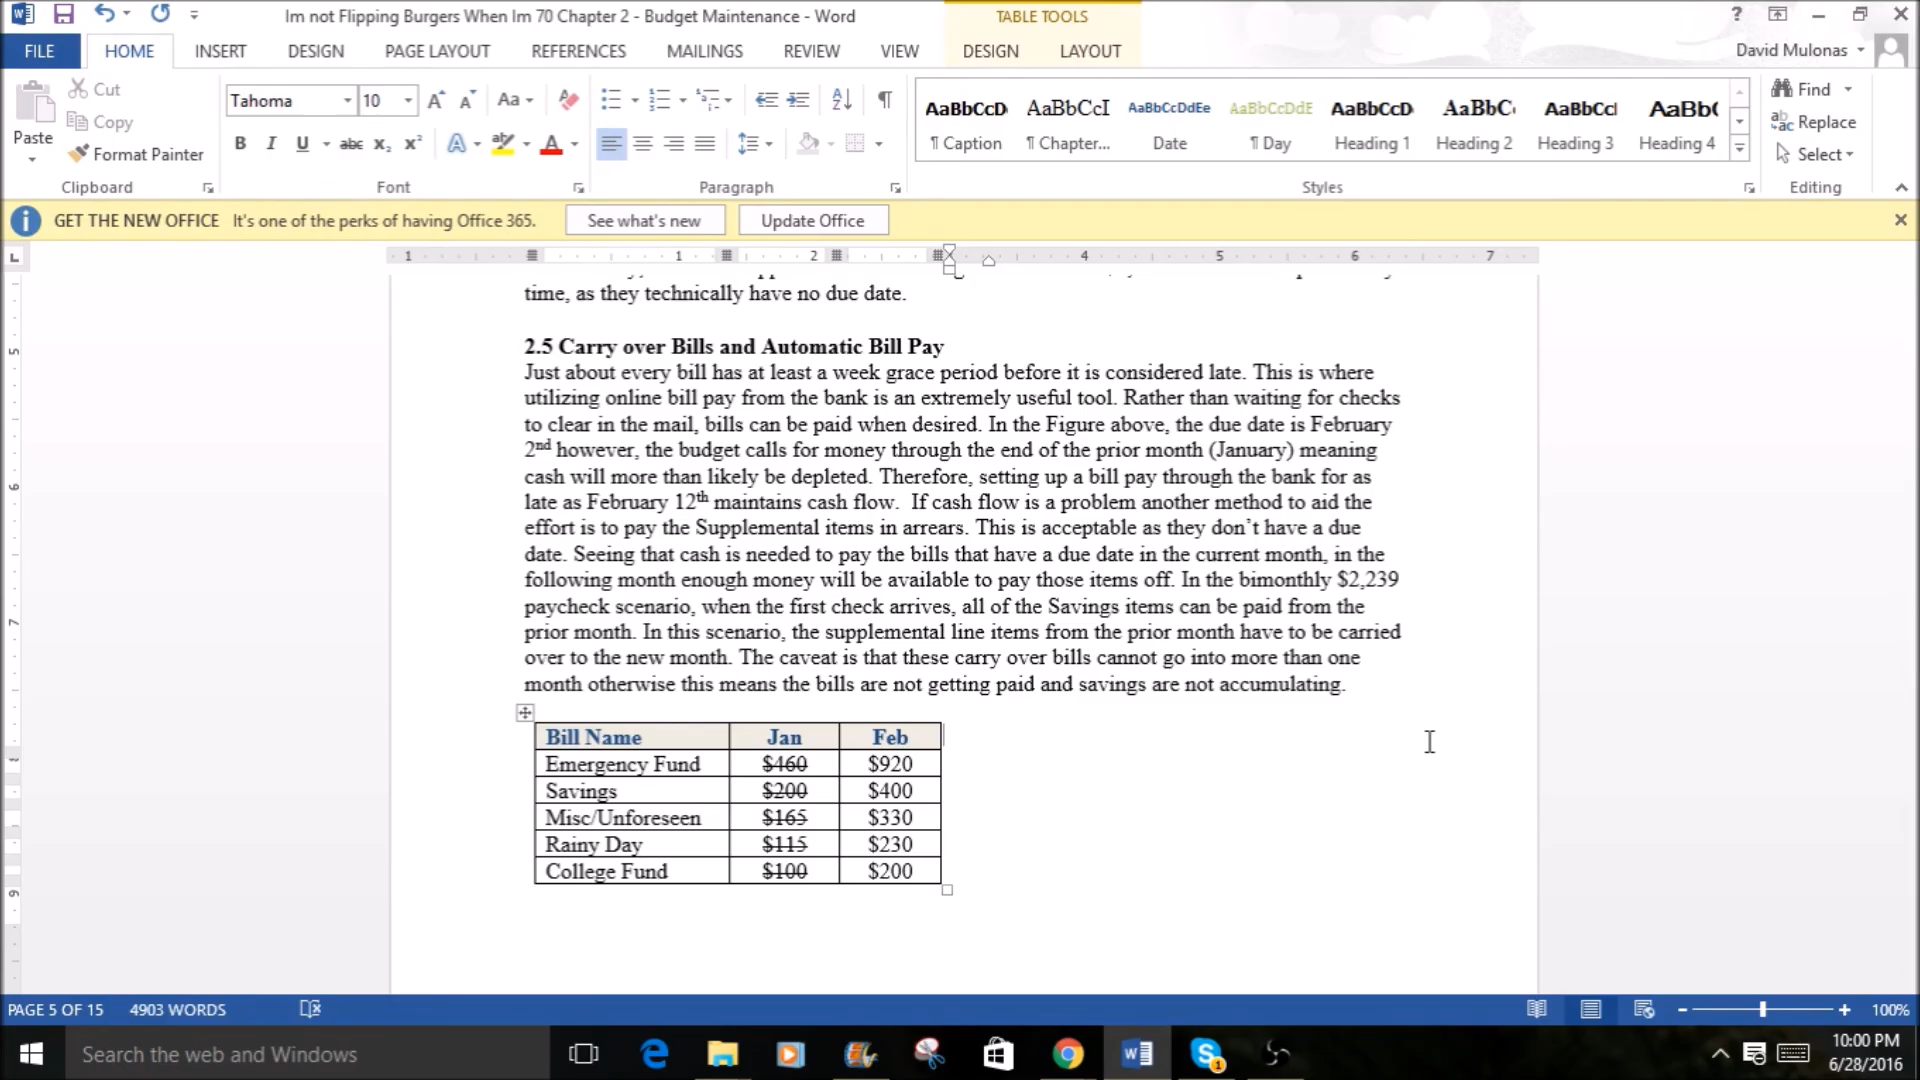 Im not Flipping Burgers When Im 70 Chapter 2 - Budget Maintenance - Word
TABLE TOOLS
?
FILE HOME INSERT DESIGN PAGE LAYOUT REFERENCES MAILINGS REVIEW VIEW DESIGN LAYOUT David Mulonas
Cut
Copy
Format Painter
Paste
Clipboard
Tahoma 10
Font
Paragraph
AaBbCcD AaBbCcI AaBbCcDdEe AaBbCcDdE AaBbCcD AaBbC AaBbCcl AaBb(
¶ Caption ¶ Chapter... Date ¶ Day Heading 1 Heading 2 Heading 3 Heading 4
Styles
Find
Replace
Select
Editing
GET THE NEW OFFICE It's one of the perks of having Office 365. See what's new Update Office
1 1 2 4 5 6 7
time, as they technically have no due date.
2.5 Carry over Bills and Automatic Bill Pay
Just about every bill has at least a week grace period before it is considered late. This is where
utilizing online bill pay from the bank is an extremely useful tool. Rather than waiting for checks
to clear in the mail, bills can be paid when desired. In the Figure above, the due date is February
2nd however, the budget calls for money through the end of the prior month (January) meaning
cash will more than likely be depleted. Therefore, setting up a bill pay through the bank for as
late as February 12th maintains cash flow.  If cash flow is a problem another method to aid the
effort is to pay the Supplemental items in arrears. This is acceptable as they don’t have a due
date. Seeing that cash is needed to pay the bills that have a due date in the current month, in the
following month enough money will be available to pay those items off. In the bimonthly $2,239
paycheck scenario, when the first check arrives, all of the Savings items can be paid from the
prior month. In this scenario, the supplemental line items from the prior month have to be carried
over to the new month. The caveat is that these carry over bills cannot go into more than one
month otherwise this means the bills are not getting paid and savings are not accumulating.
Bill Name Jan Feb
Emergency Fund $460 $920
Savings $200 $400
Misc/Unforeseen $165 $330
Rainy Day $115 $230
College Fund $100 $200
PAGE 5 OF 15 4903 WORDS 100%
Search the web and Windows
10:00 PM
6/28/2016